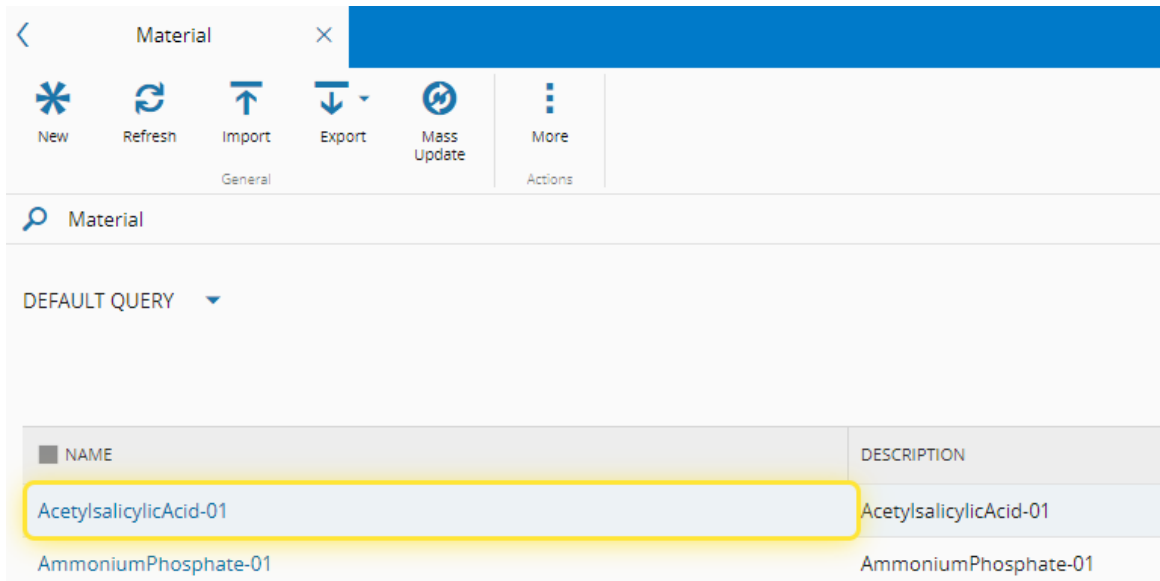 Material
New Refresh Import Export Mass Update More
General Actions
Material
DEFAULT QUERY
NAME DESCRIPTION
AcetylsalicylicAcid-01 AcetylsalicylicAcid-01
AmmoniumPhosphate-01 AmmoniumPhosphate-01